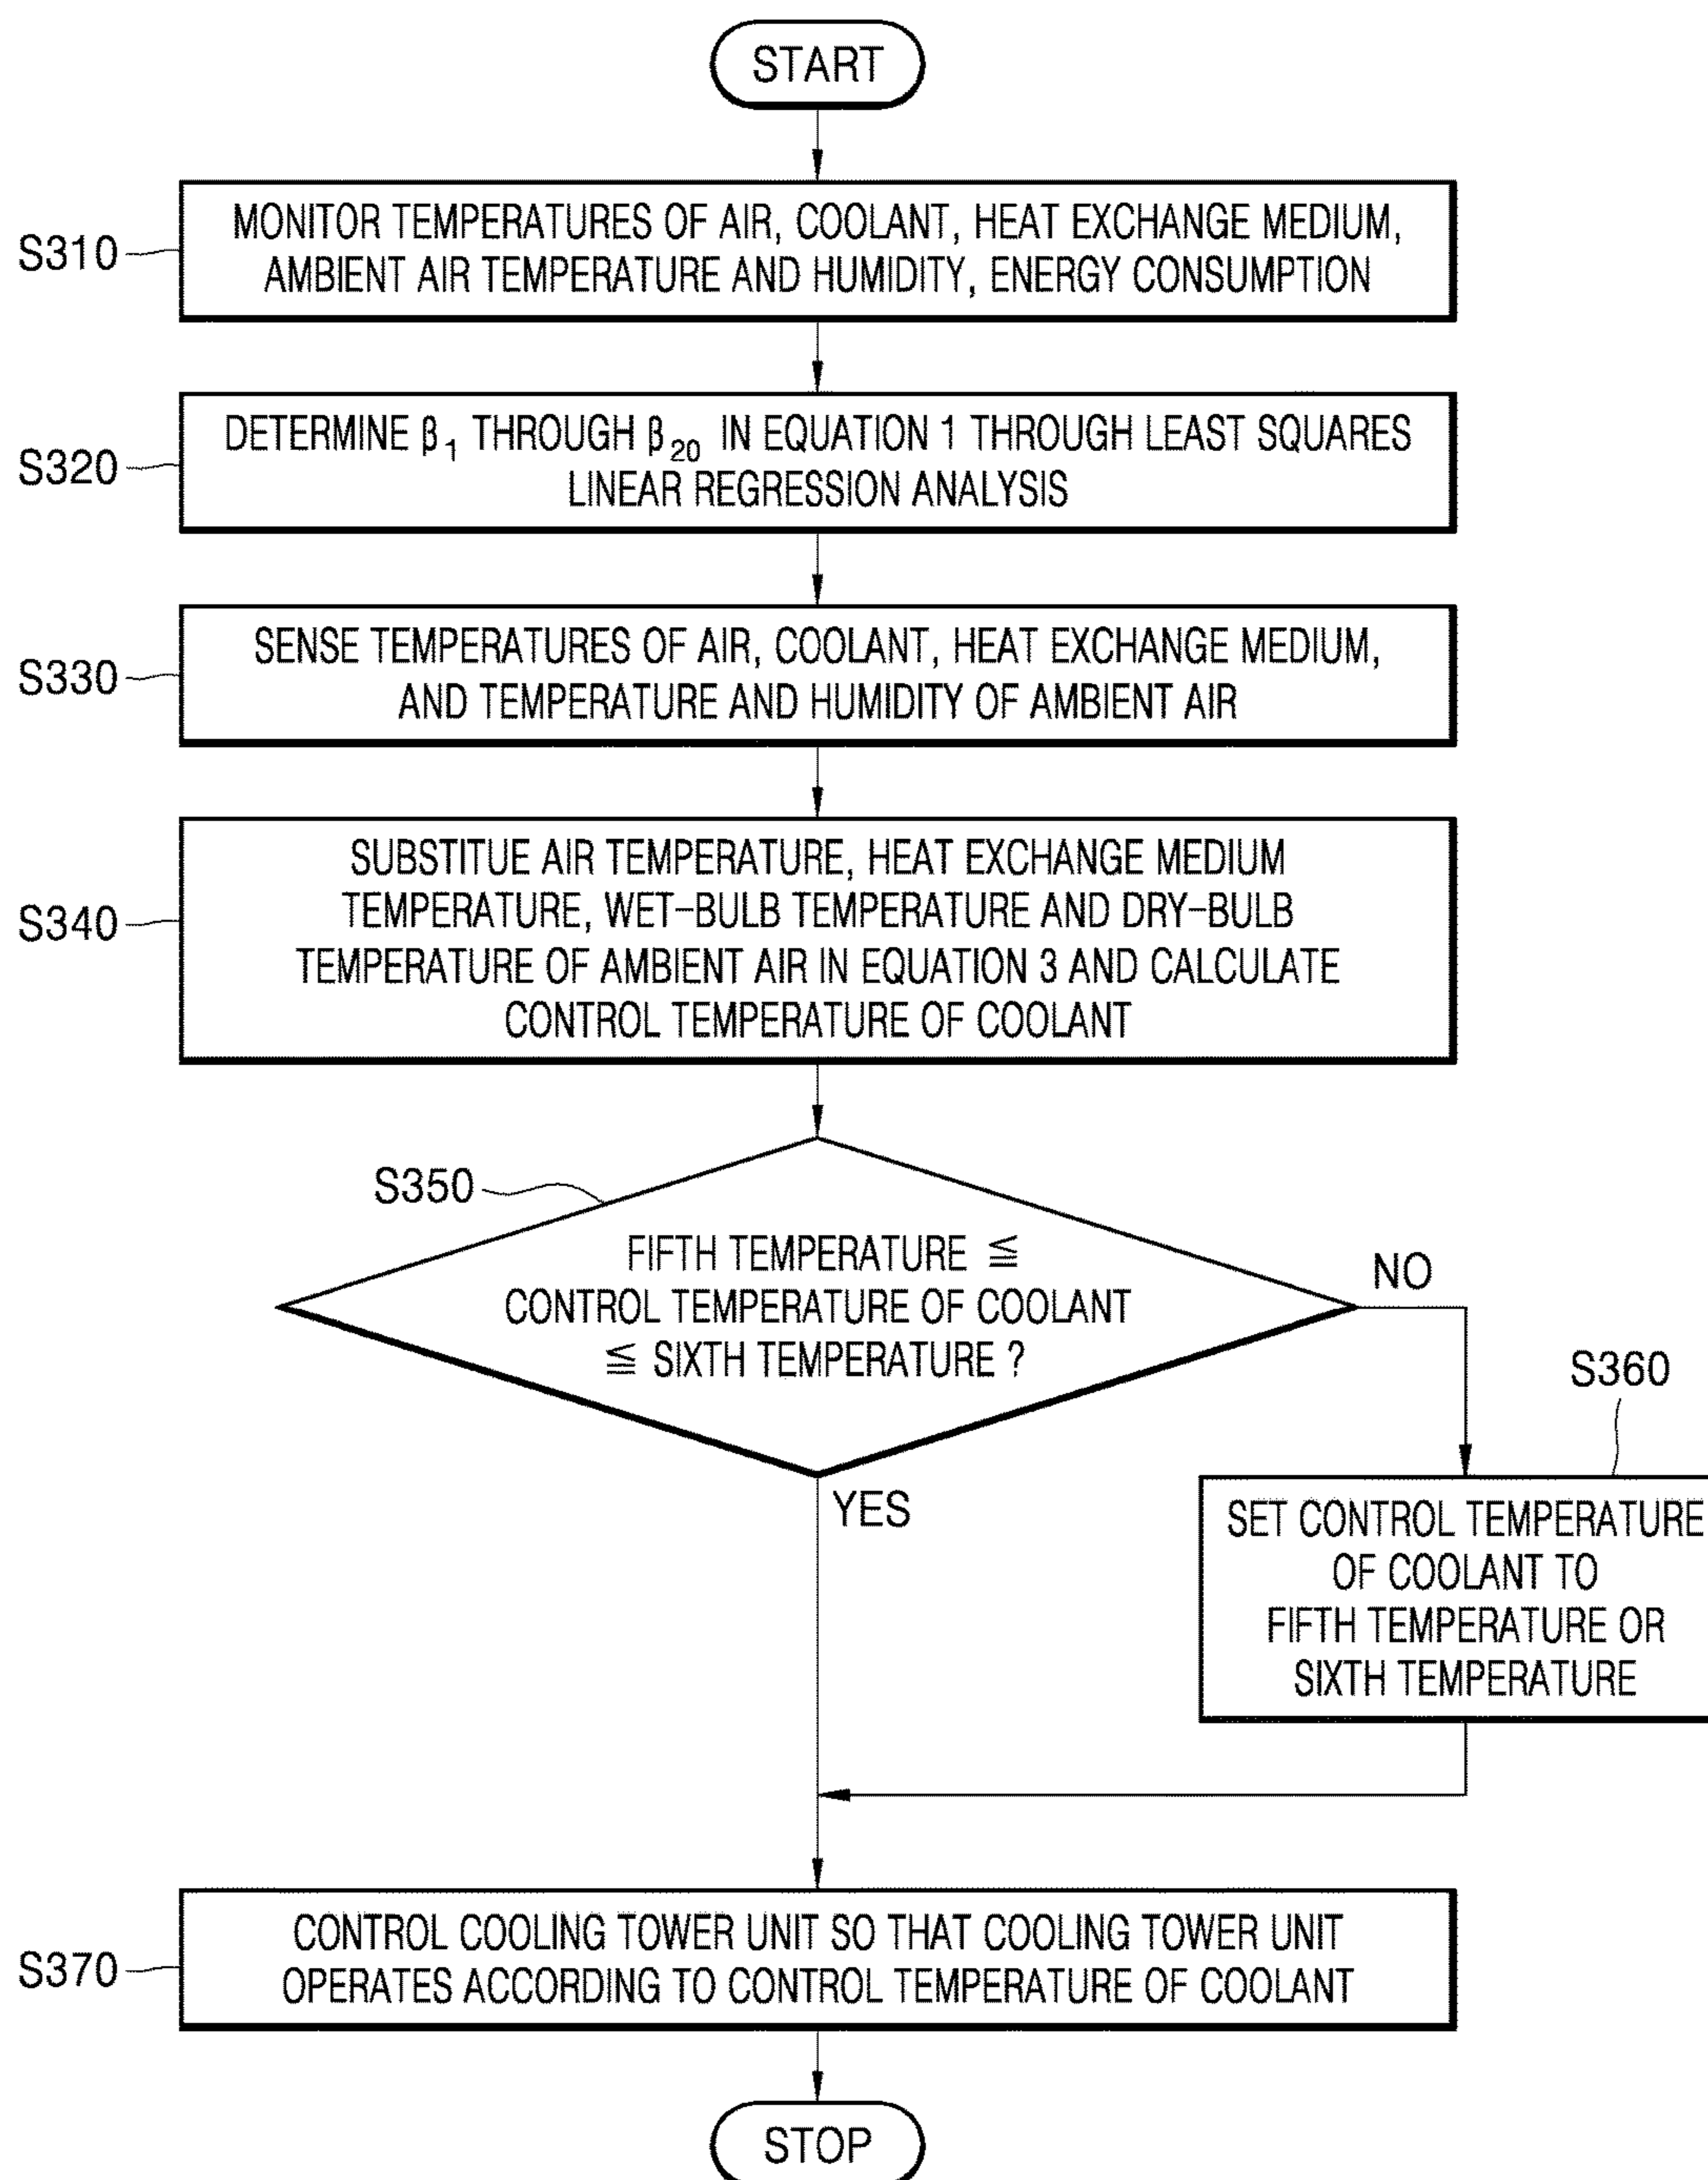 START
S310
MONITOR TEMPERATURES OF AIR, COOLANT, HEAT EXCHANGE MEDIUM,
AMBIENT AIR TEMPERATURE AND HUMIDITY, ENERGY CONSUMPTION
S320
DETERMINE β₁ THROUGH β₂₀ IN EQUATION 1 THROUGH LEAST SQUARES
LINEAR REGRESSION ANALYSIS
S330
SENSE TEMPERATURES OF AIR, COOLANT, HEAT EXCHANGE MEDIUM,
AND TEMPERATURE AND HUMIDITY OF AMBIENT AIR
S340
SUBSTITUE AIR TEMPERATURE, HEAT EXCHANGE MEDIUM
TEMPERATURE, WET-BULB TEMPERATURE AND DRY-BULB
TEMPERATURE OF AMBIENT AIR IN EQUATION 3 AND CALCULATE
CONTROL TEMPERATURE OF COOLANT
S350
FIFTH TEMPERATURE ≦
CONTROL TEMPERATURE OF COOLANT
≦ SIXTH TEMPERATURE ?
NO
YES
S360
SET CONTROL TEMPERATURE
OF COOLANT TO
FIFTH TEMPERATURE OR
SIXTH TEMPERATURE
S370
CONTROL COOLING TOWER UNIT SO THAT COOLING TOWER UNIT
OPERATES ACCORDING TO CONTROL TEMPERATURE OF COOLANT
STOP